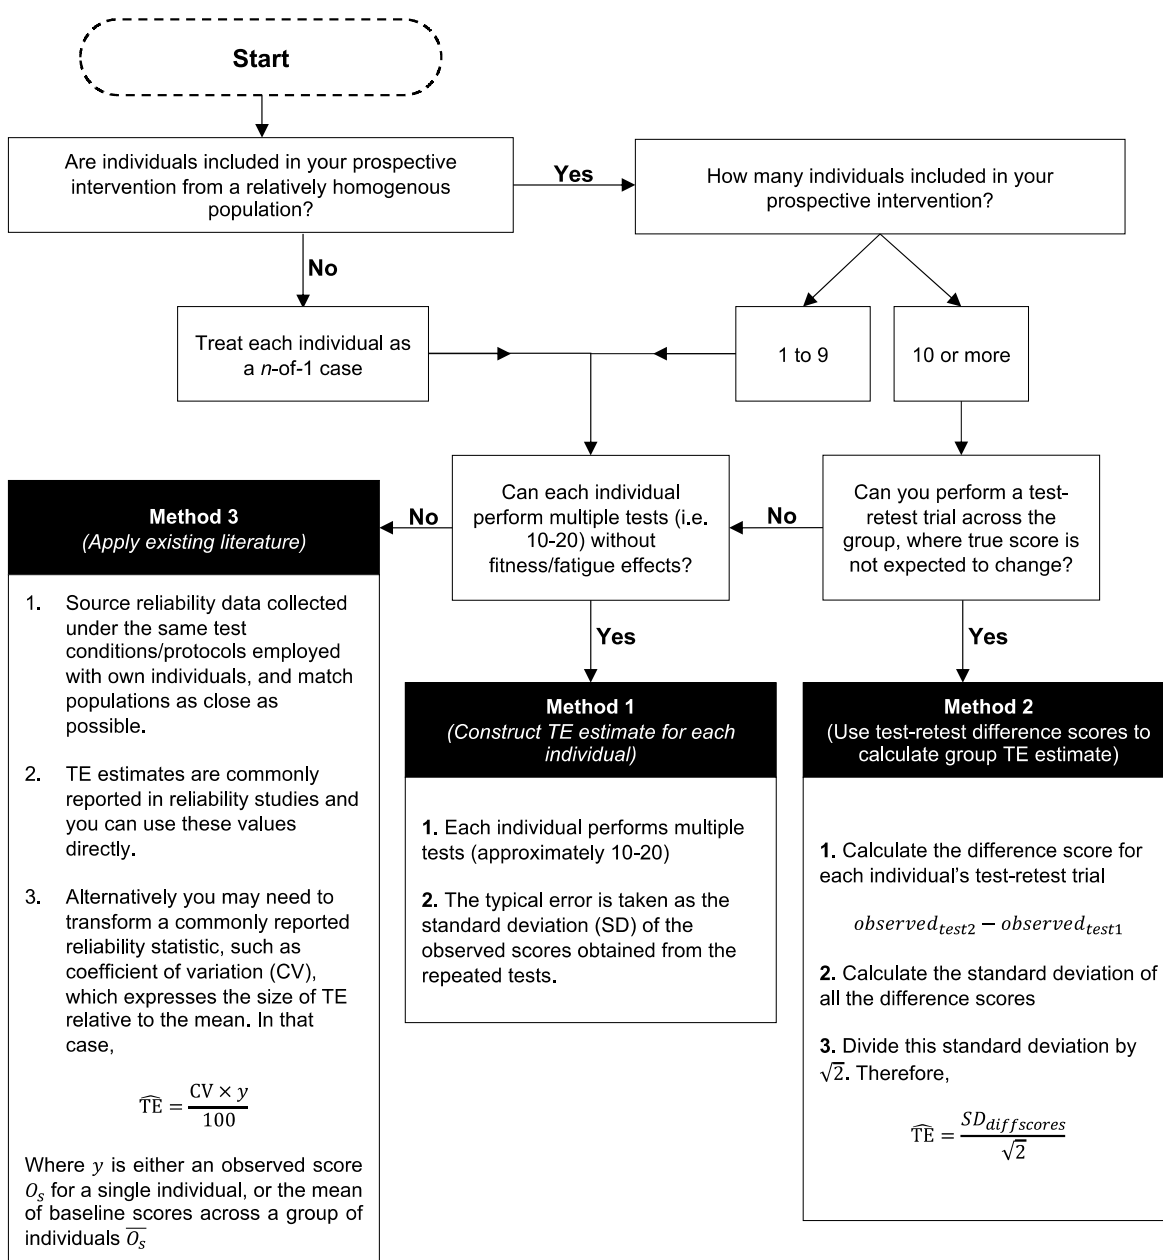 Start
Are individuals included in your prospective
intervention from a relatively homogenous
population?
Yes
How many individuals included in your
prospective intervention?
No
Treat each individual as
a n-of-1 case
1 to 9
10 or more
Can each individual
perform multiple tests (i.e.
10-20) without
fitness/fatigue effects?
No
Can you perform a test-
retest trial across the
group, where true score is
not expected to change?
No
Yes
Yes
Method 3
(Apply existing literature)
1. Source reliability data collected
under the same test
conditions/protocols employed
with own individuals, and match
populations as close as
possible.
2. TE estimates are commonly
reported in reliability studies and
you can use these values
directly.
3. Alternatively you may need to
transform a commonly reported
reliability statistic, such as
coefficient of variation (CV),
which expresses the size of TE
relative to the mean. In that
case,
T̂E = CV × y / 100
Where y is either an observed score
Oₛ for a single individual, or the mean
of baseline scores across a group of
individuals O̅ₛ
Method 1
(Construct TE estimate for each
individual)
1. Each individual performs multiple
tests (approximately 10-20)
2. The typical error is taken as the
standard deviation (SD) of the
observed scores obtained from the
repeated tests.
Method 2
(Use test-retest difference scores to
calculate group TE estimate)
1. Calculate the difference score for
each individual's test-retest trial
observed_test2 − observed_test1
2. Calculate the standard deviation of
all the difference scores
3. Divide this standard deviation by
√2. Therefore,
T̂E = SD_diffscores / √2